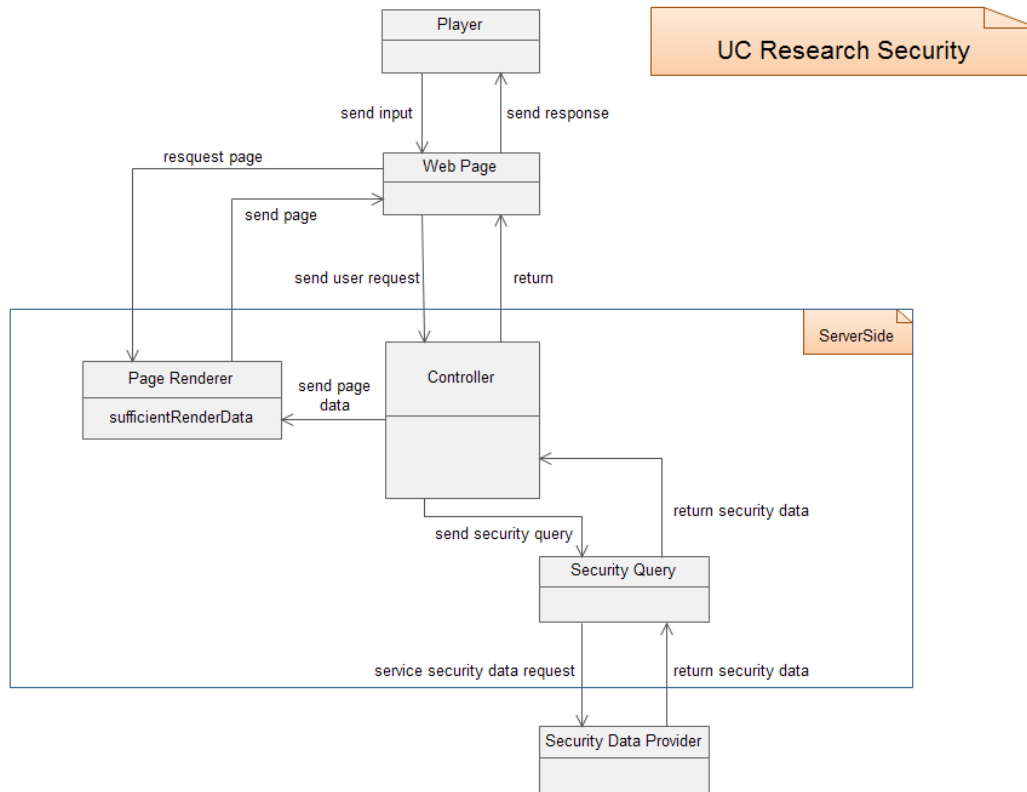 Player
UC Research Security
send input
send response
resquest page
Web Page
send page
send user request
return
ServerSide
Page Renderer
sufficientRenderData
send page
data
Controller
return security data
send security query
Security Query
service security data request
return security data
Security Data Provider